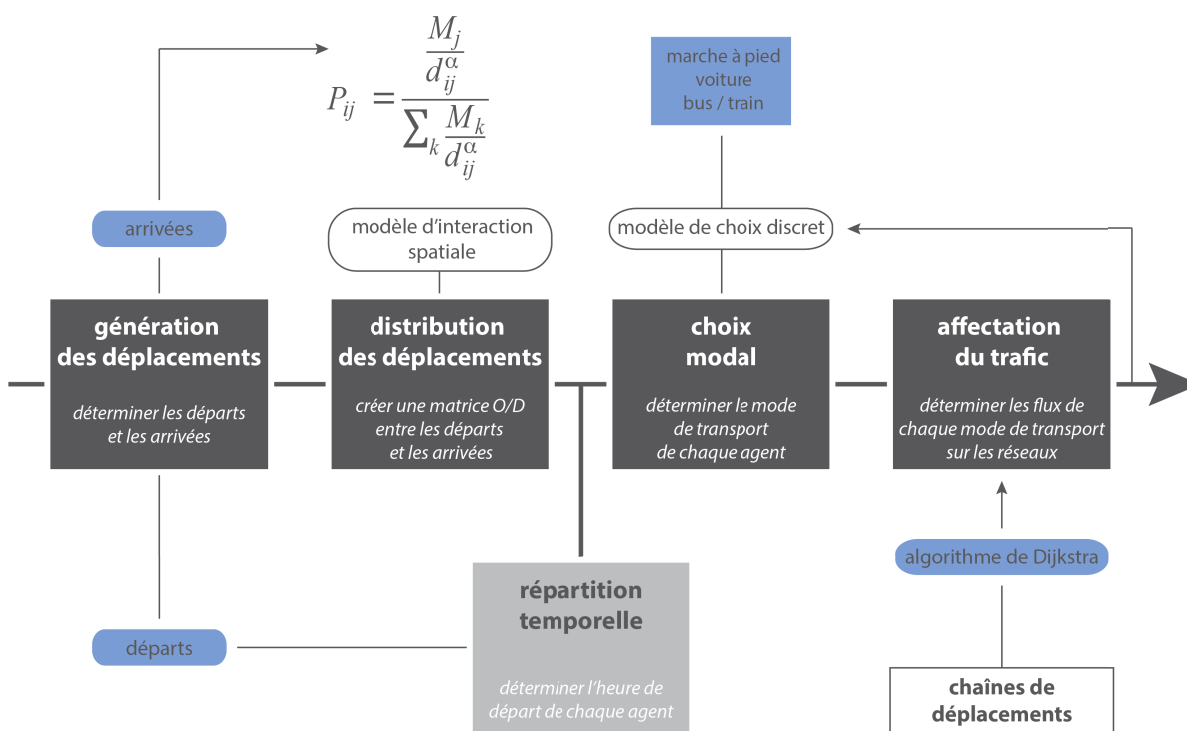 P_ij = (M_j / d_ij^α) / (∑_k M_k / d_ij^α)
marche à pied
voiture
bus / train
arrivées
modèle d'interaction
spatiale
modèle de choix discret
génération
des déplacements
déterminer les départs
et les arrivées
distribution
des déplacements
créer une matrice O/D
entre les départs
et les arrivées
choix
modal
déterminer le mode
de transport
de chaque agent
affectation
du trafic
déterminer les flux de
chaque mode de transport
sur les réseaux
départs
répartition
temporelle
déterminer l'heure de
départ de chaque agent
algorithme de Dijkstra
chaînes de
déplacements